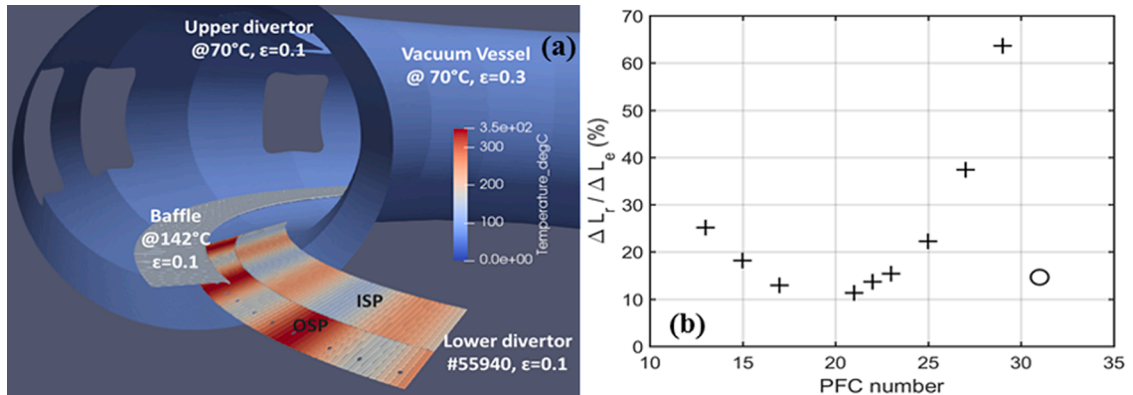 Upper divertor
@70°C, ε=0.1
(a)
Vacuum Vessel
@ 70°C, ε=0.3
3.5e+02
300
200
100
0.0e+00
Temperature_degC
Baffle
@142°C
ε=0.1
ISP
OSP
Lower divertor
#55940, ε=0.1
70
60
50
40
30
20
10
0
Δ L_r / Δ L_e (%)
(b)
10
15
20
25
30
35
PFC number